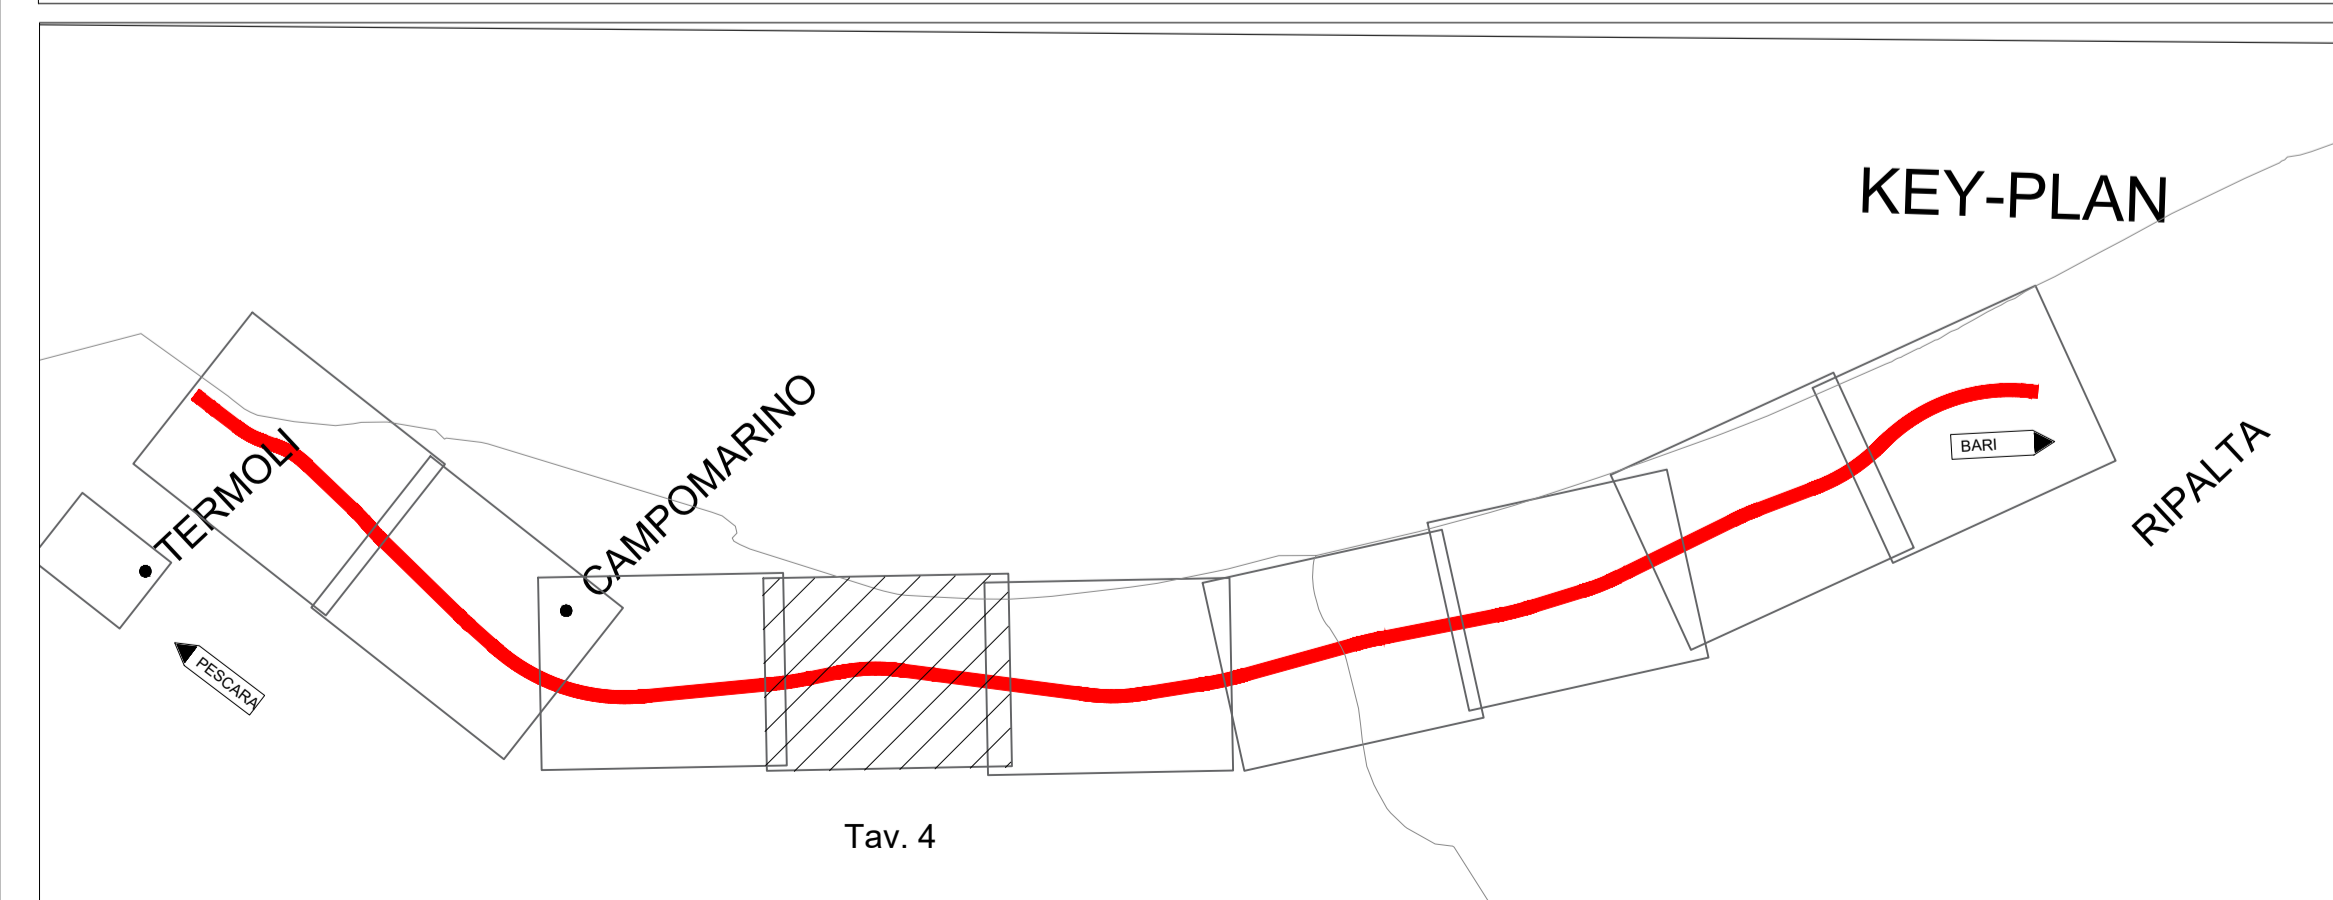 KEY-PLAN
TERMOLI
CAMPOMARINO
BARI
RIPALTA
PESCARA
Tav. 4